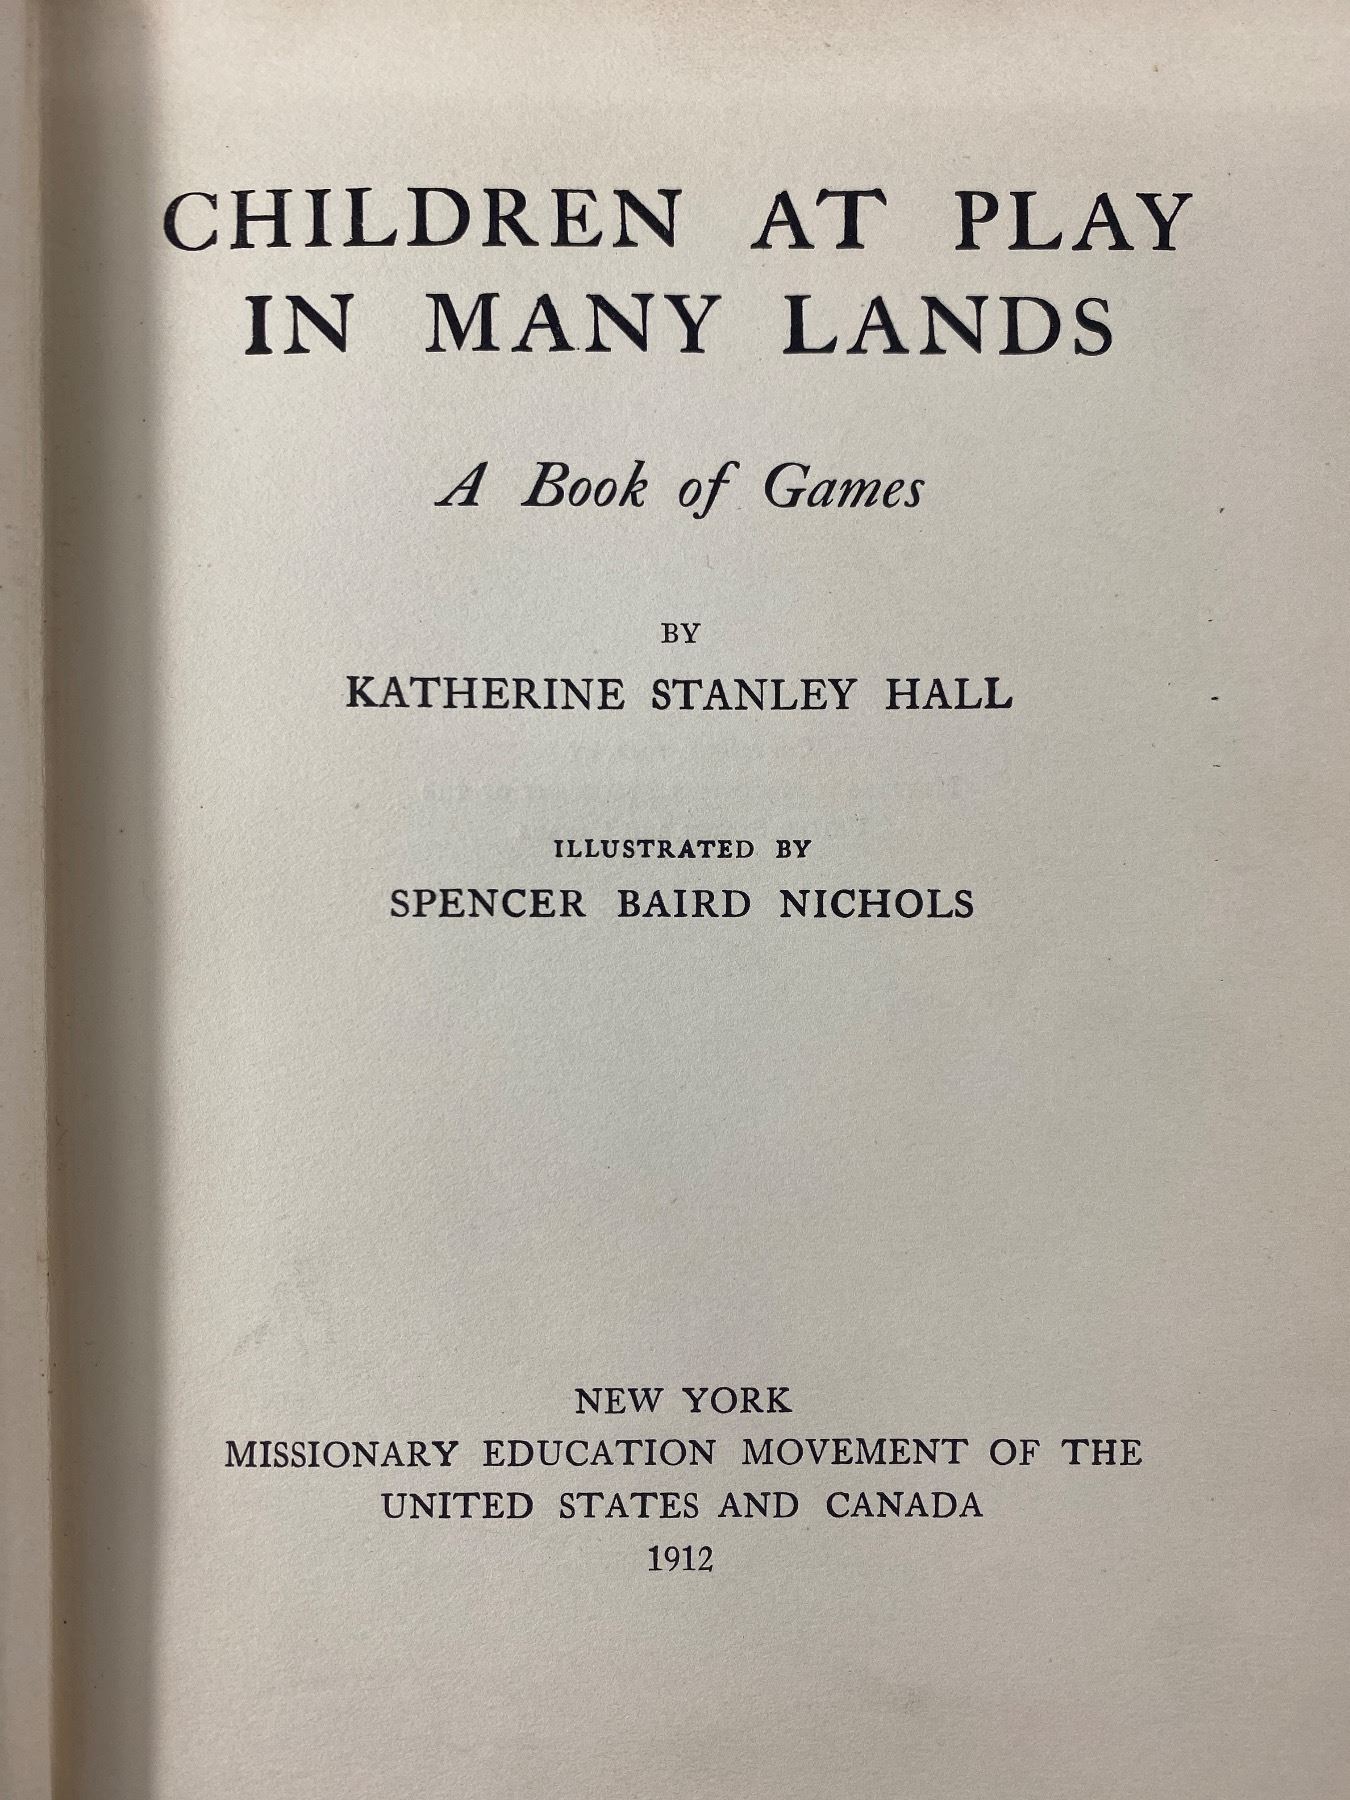 CHILDREN AT PLAY
IN MANY LANDS
A Book of Games
BY
KATHERINE STANLEY HALL
ILLUSTRATED BY
SPENCER BAIRD NICHOLS
NEW YORK
MISSIONARY EDUCATION MOVEMENT OF THE
UNITED STATES AND CANADA
1912